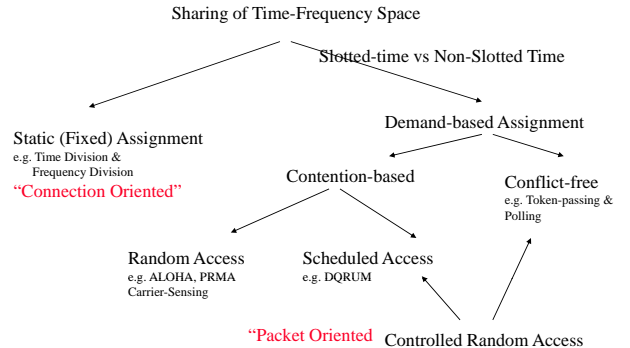 Sharing of Time-Frequency Space
Slotted-time vs Non-Slotted Time
Demand-based Assignment
Static (Fixed) Assignment
e.g. Time Division &
Frequency Division
“Connection Oriented”
Contention-based
Conflict-free
e.g. Token-passing &
Polling
Random Access
e.g. ALOHA, PRMA
Carrier-Sensing
Scheduled Access
e.g. DQRUM
“Packet Oriented
Controlled Random Access